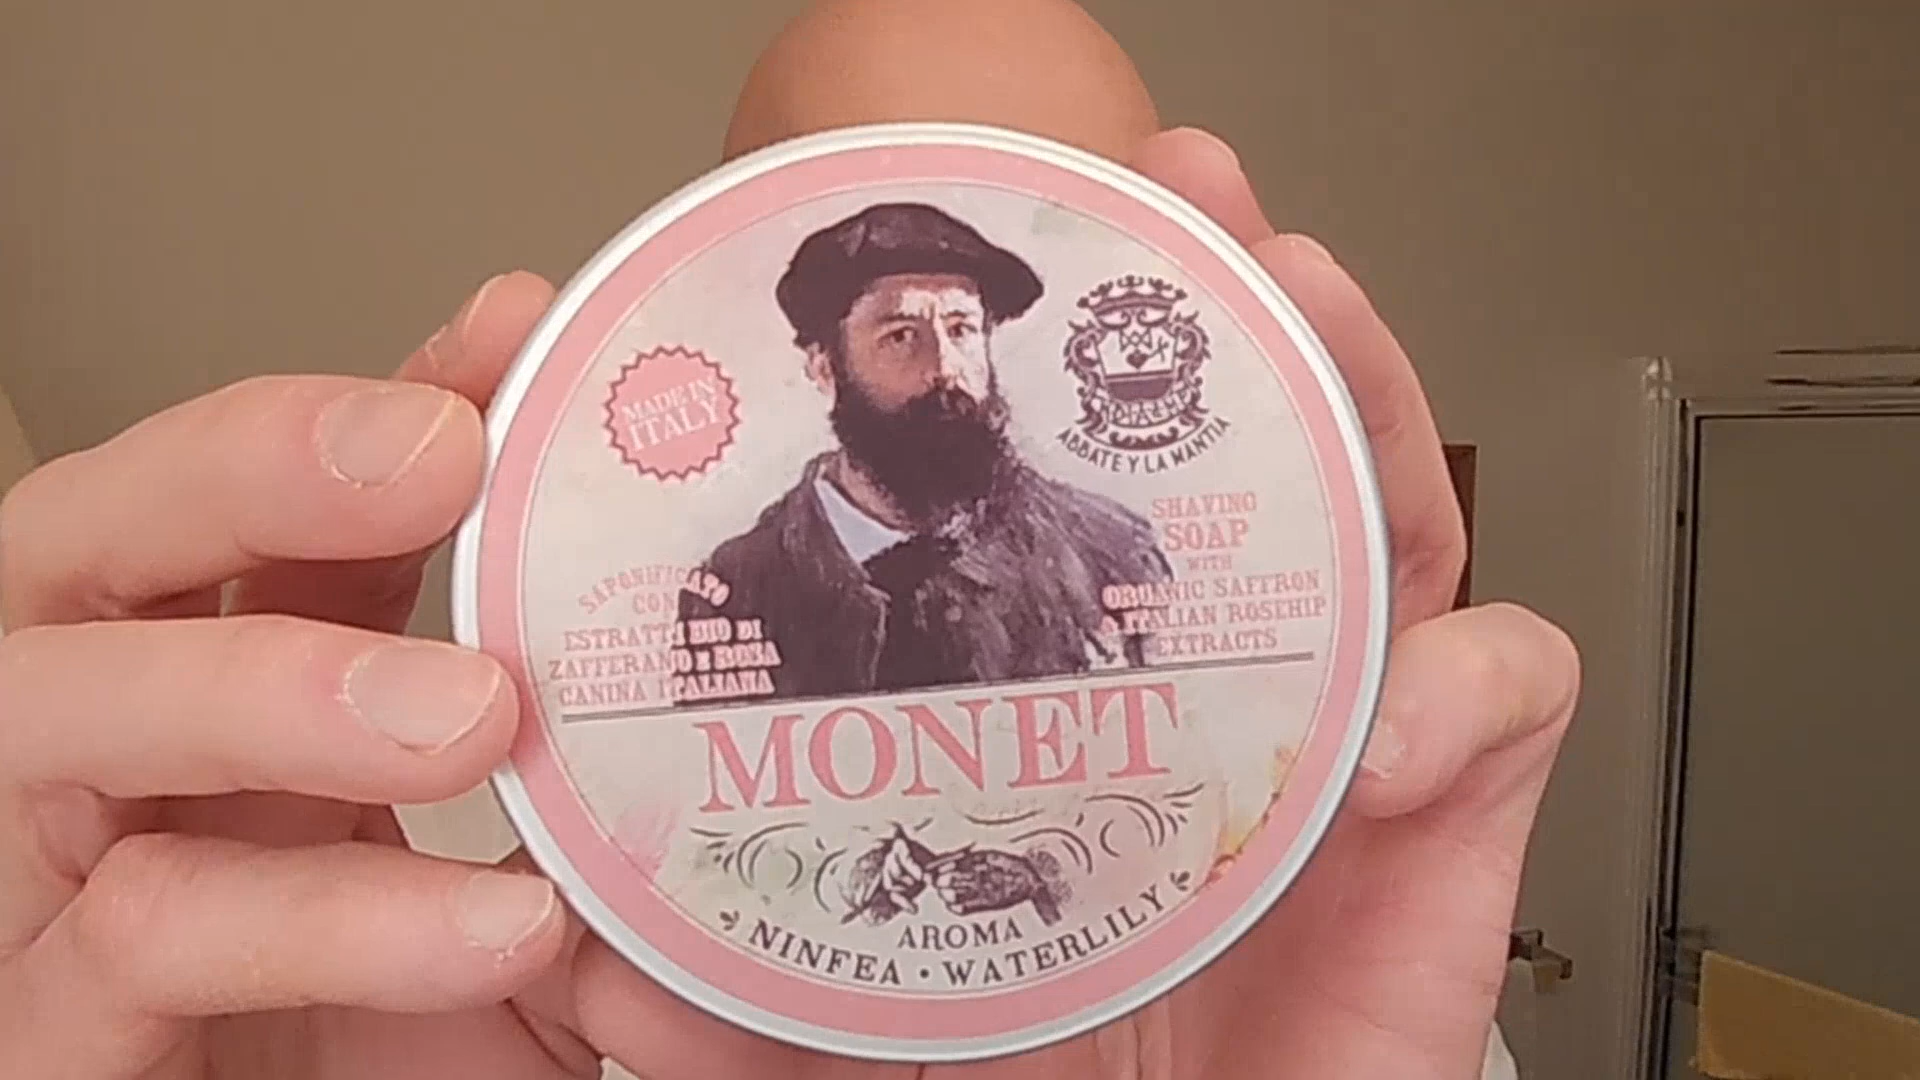 MADE IN
ITALY
ABBATE Y LA MANTIA
SHAVING
SOAP
WITH
ORGANIC SAFFRON
& ITALIAN ROSEHIP
EXTRACTS
SAPONIFICATO
CON
ESTRATTI BIO DI
ZAFFERANO E ROSA
CANINA ITALIANA
MONET
AROMA
NINFEA • WATERLILY